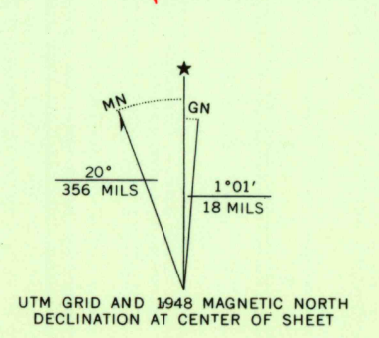 ★
MN
GN
20°
356 MILS
1°01′
18 MILS
UTM GRID AND 1948 MAGNETIC NORTH
DECLINATION AT CENTER OF SHEET